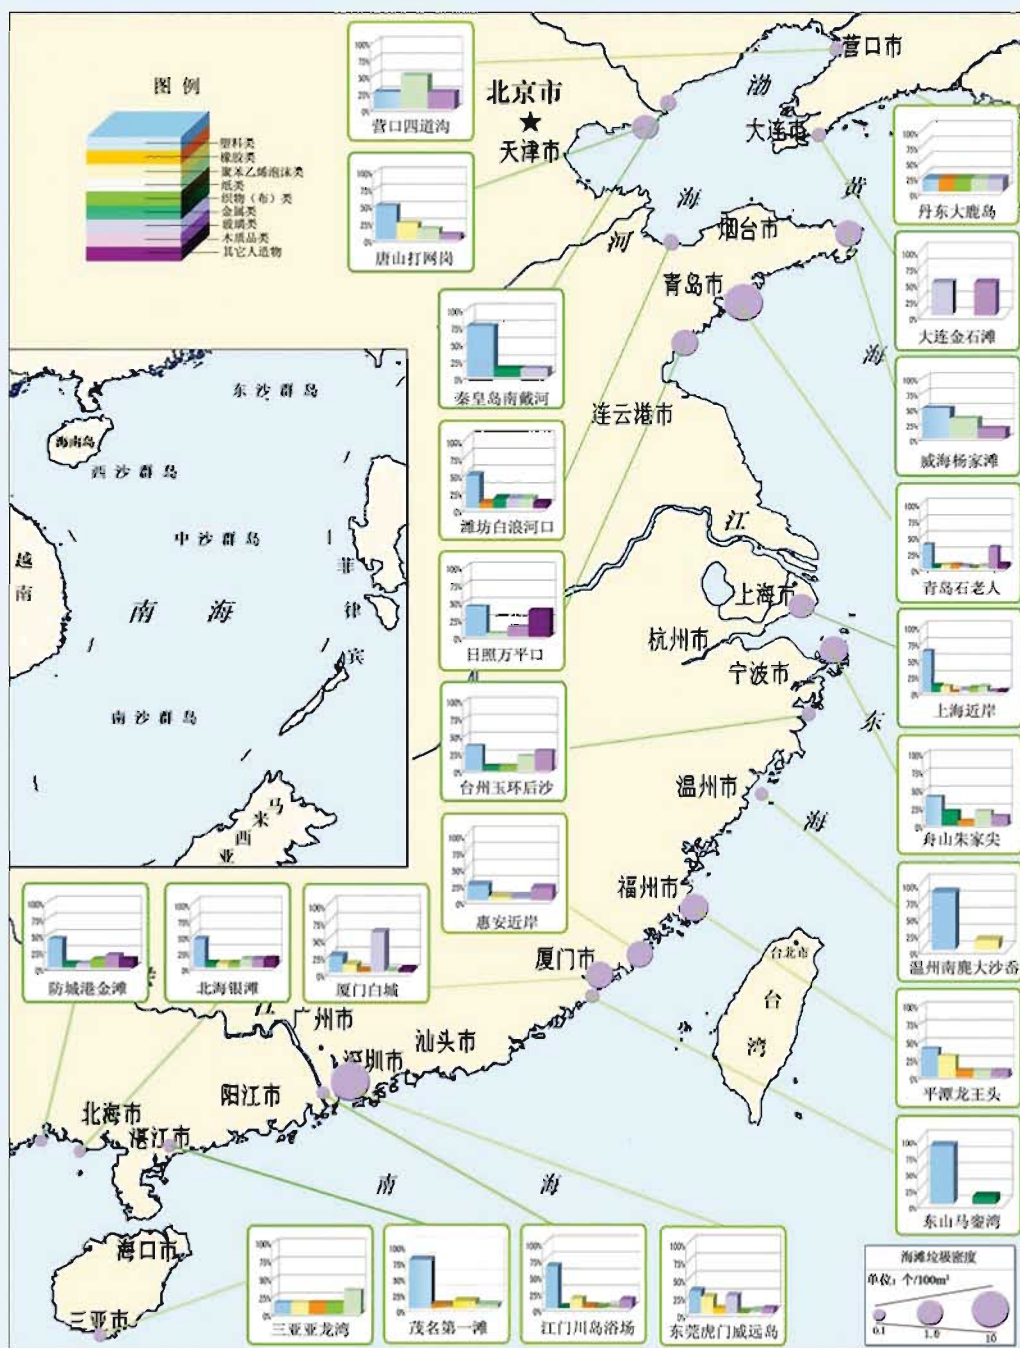 图例
塑料类
橡胶类
聚苯乙烯泡沫类
纸类
织物（布）类
金属类
玻璃类
木质品类
其它人造物
营口四道沟
唐山打网岗
秦皇岛南戴河
潍坊白浪河口
日照万平口
台州玉环后沙
惠安近岸
丹东大鹿岛
大连金石滩
威海杨家滩
青岛石老人
上海近岸
舟山朱家尖
温州南鹿大沙岙
平潭龙王头
东山马銮湾
防城港金滩
北海银滩
厦门白城
三亚亚龙湾
茂名第一滩
江门川岛浴场
东莞虎门威远岛
100%
75%
50%
25%
0%
营口市
北京市
天津市
大连市
渤
海
黄
海
河
烟台市
青岛市
连云港市
江
上海市
杭州市
宁波市
东
海
温州市
福州市
厦门市
台北市
台
湾
江
广州市
深圳市
汕头市
阳江市
北海市
湛江市
海口市
三亚市
南
海
东沙群岛
海南岛
西沙群岛
中沙群岛
越
南
南
海
菲
律
宾
南沙群岛
马
来
西
亚
海滩垃圾密度
单位：个/100m²
0.1
1.0
10